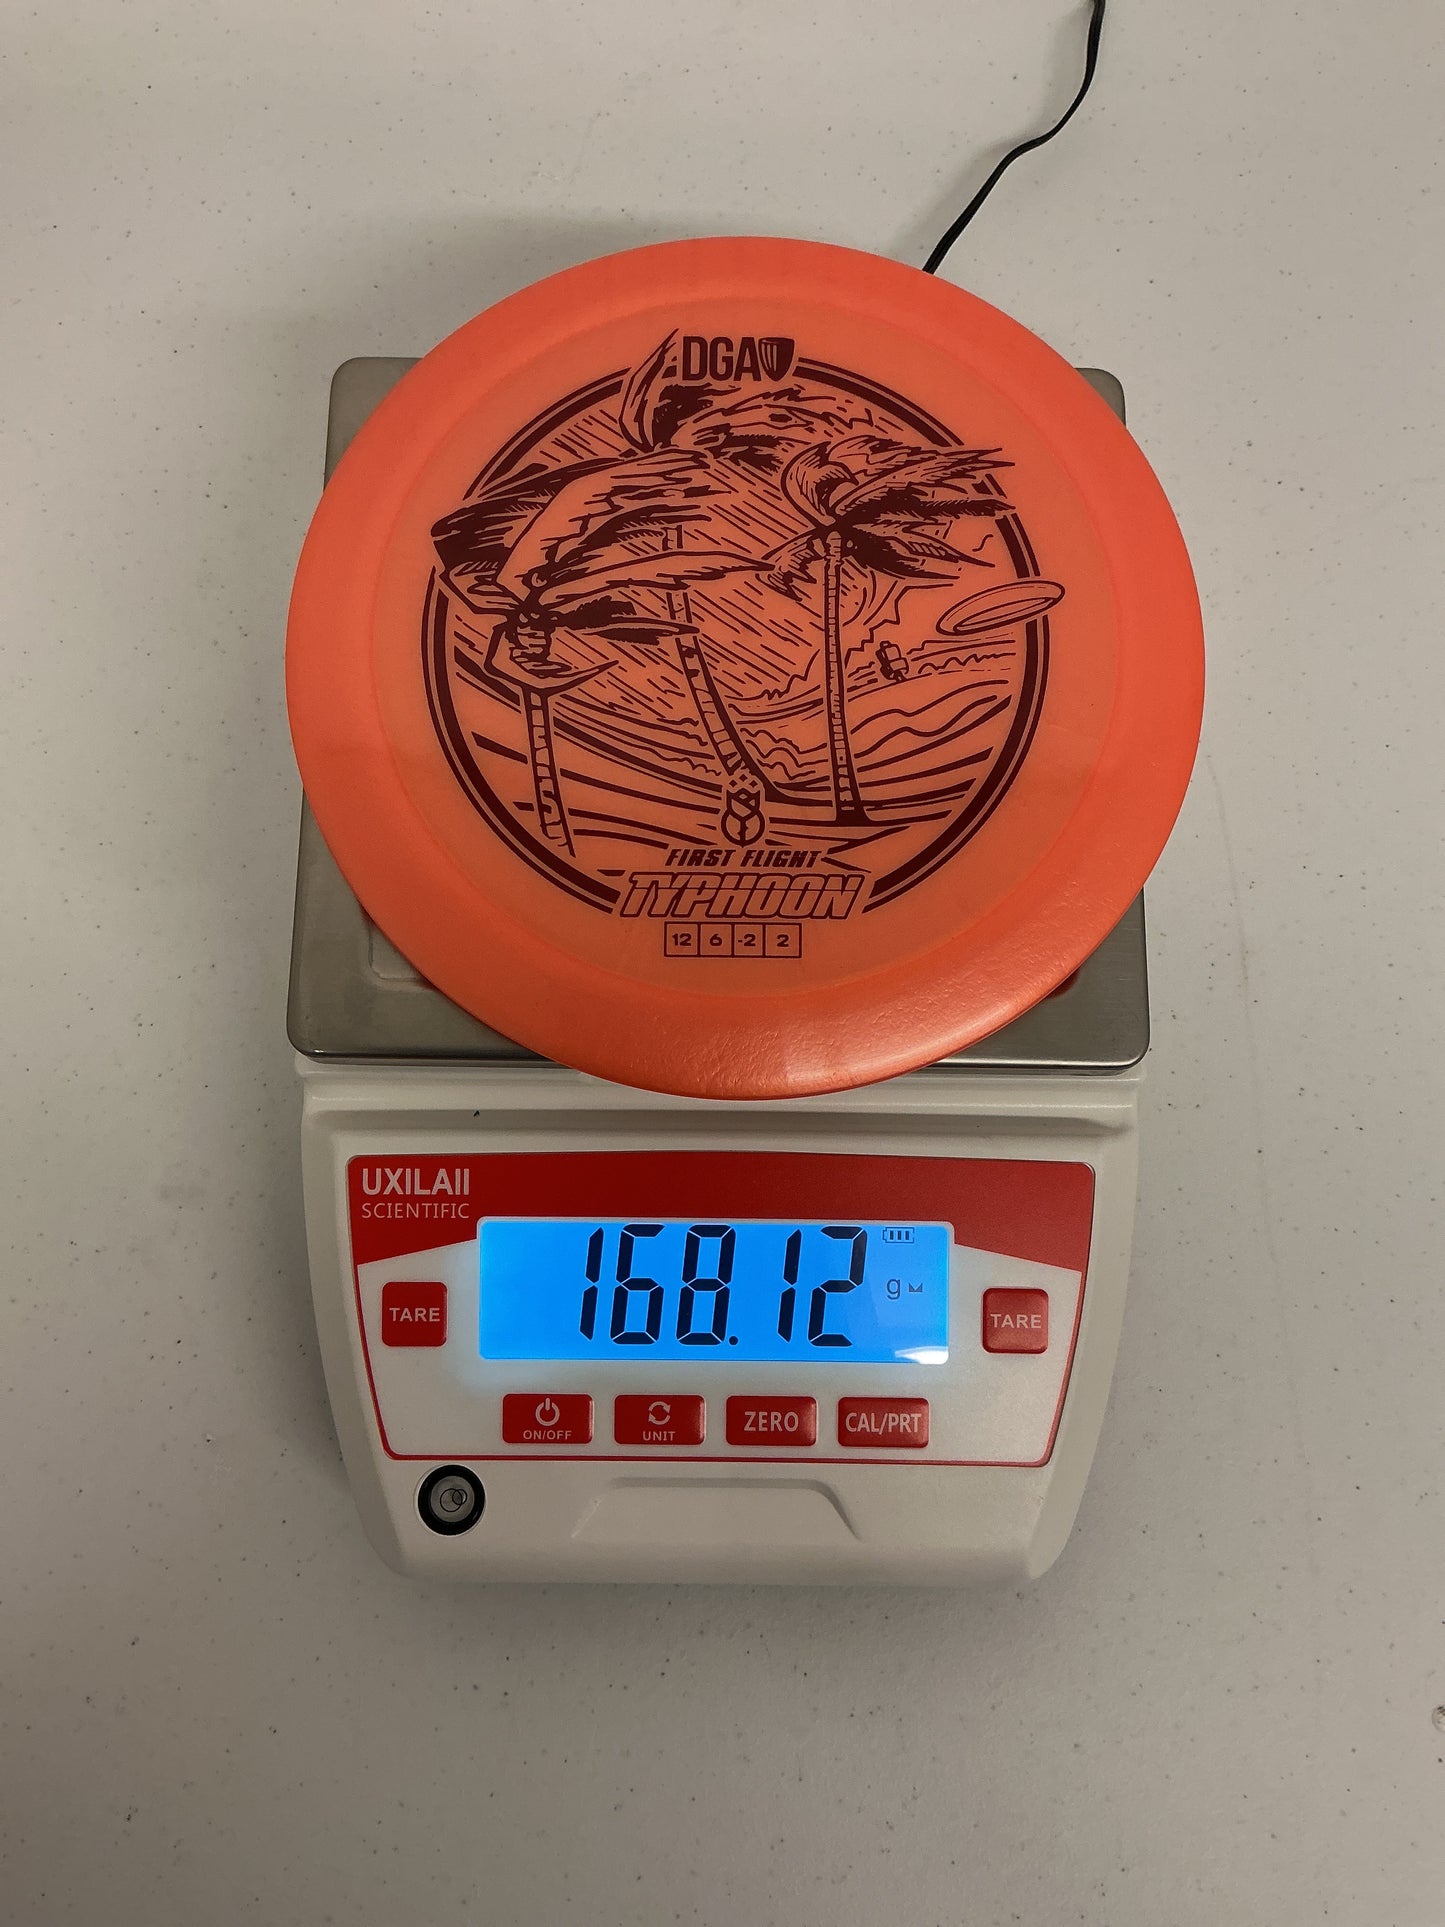 DGA
FIRST FLIGHT
TYPHOON
12 6 -2 2
UXILAII
SCIENTIFIC
168.12 g
TARE
TARE
ON/OFF
UNIT
ZERO
CAL/PRT